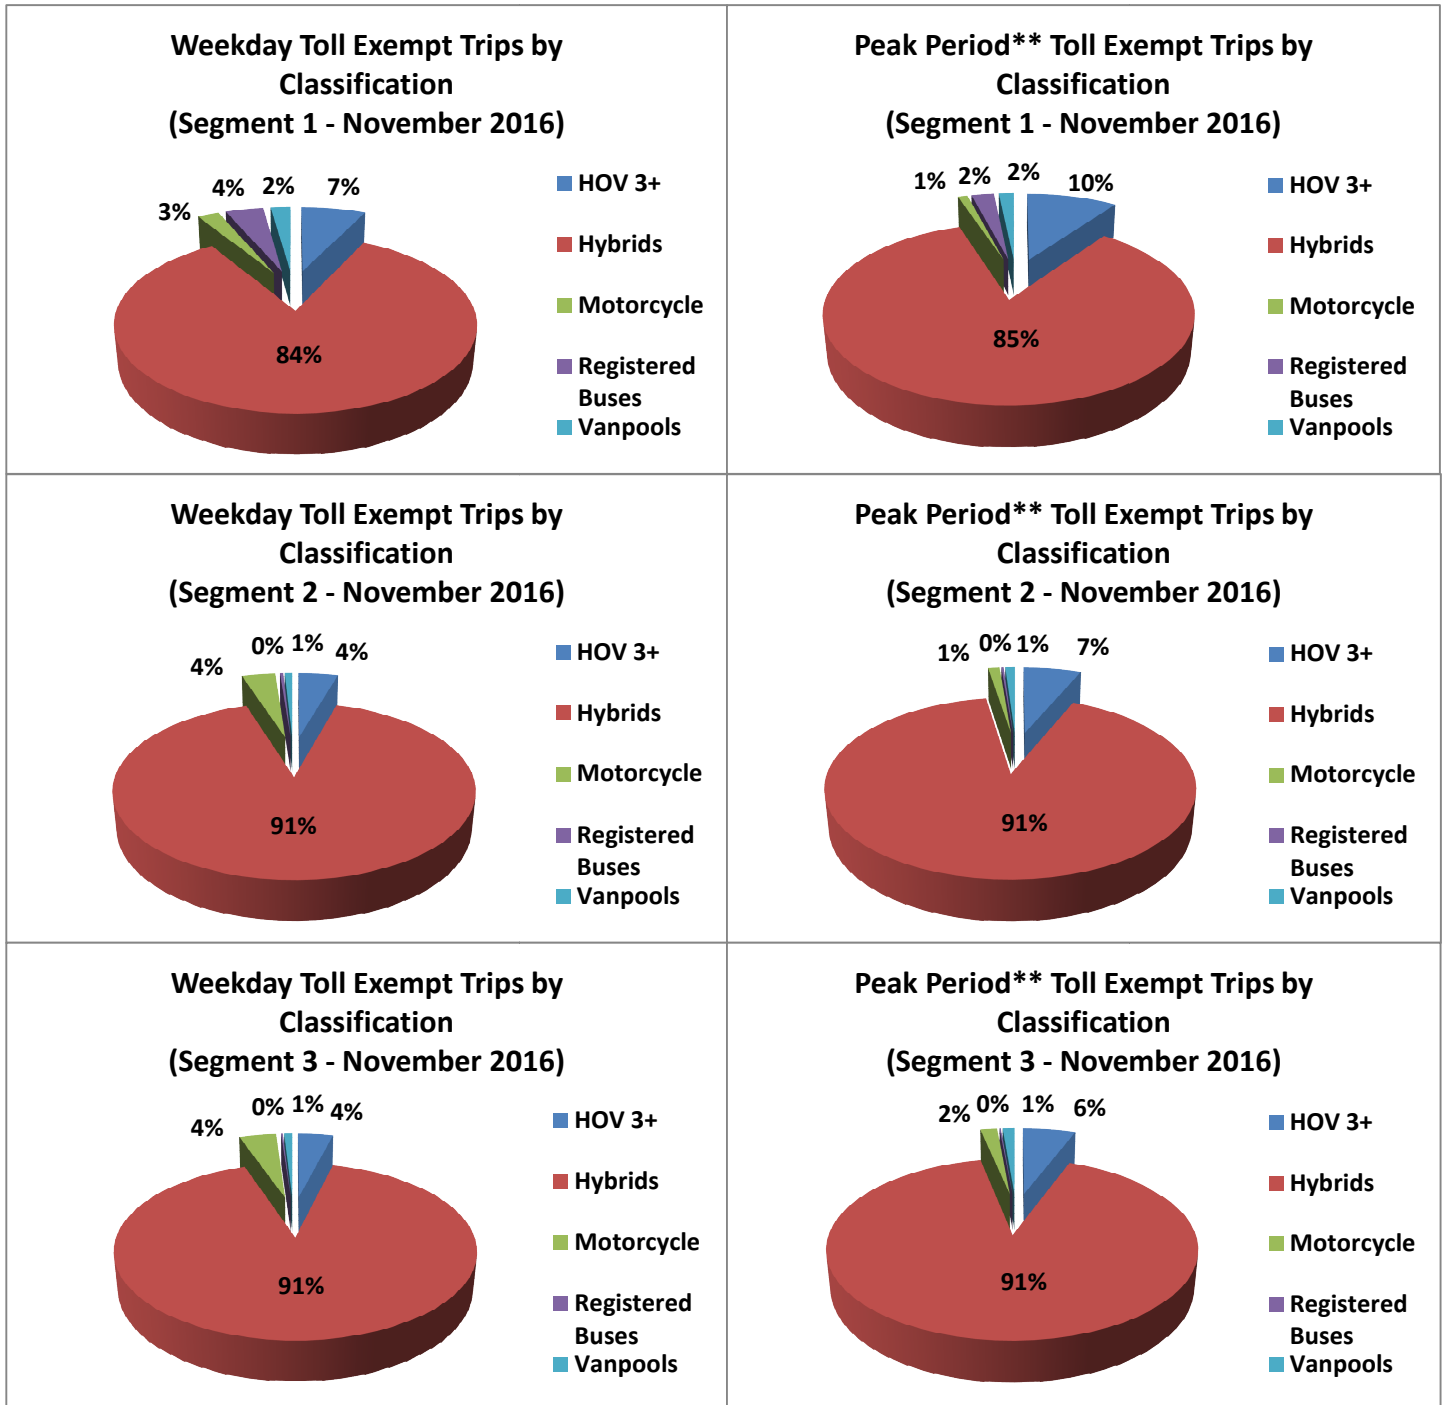 Weekday Toll Exempt Trips by
Classification
(Segment 1 - November 2016)
3%
4%
2%
7%
84%
HOV 3+
Hybrids
Motorcycle
Registered
Buses
Vanpools
Peak Period** Toll Exempt Trips by
Classification
(Segment 1 - November 2016)
1%
2%
2%
10%
85%
HOV 3+
Hybrids
Motorcycle
Registered
Buses
Vanpools
Weekday Toll Exempt Trips by
Classification
(Segment 2 - November 2016)
4%
0%
1%
4%
91%
HOV 3+
Hybrids
Motorcycle
Registered
Buses
Vanpools
Peak Period** Toll Exempt Trips by
Classification
(Segment 2 - November 2016)
1%
0%
1%
7%
91%
HOV 3+
Hybrids
Motorcycle
Registered
Buses
Vanpools
Weekday Toll Exempt Trips by
Classification
(Segment 3 - November 2016)
4%
0%
1%
4%
91%
HOV 3+
Hybrids
Motorcycle
Registered
Buses
Vanpools
Peak Period** Toll Exempt Trips by
Classification
(Segment 3 - November 2016)
2%
0%
1%
6%
91%
HOV 3+
Hybrids
Motorcycle
Registered
Buses
Vanpools